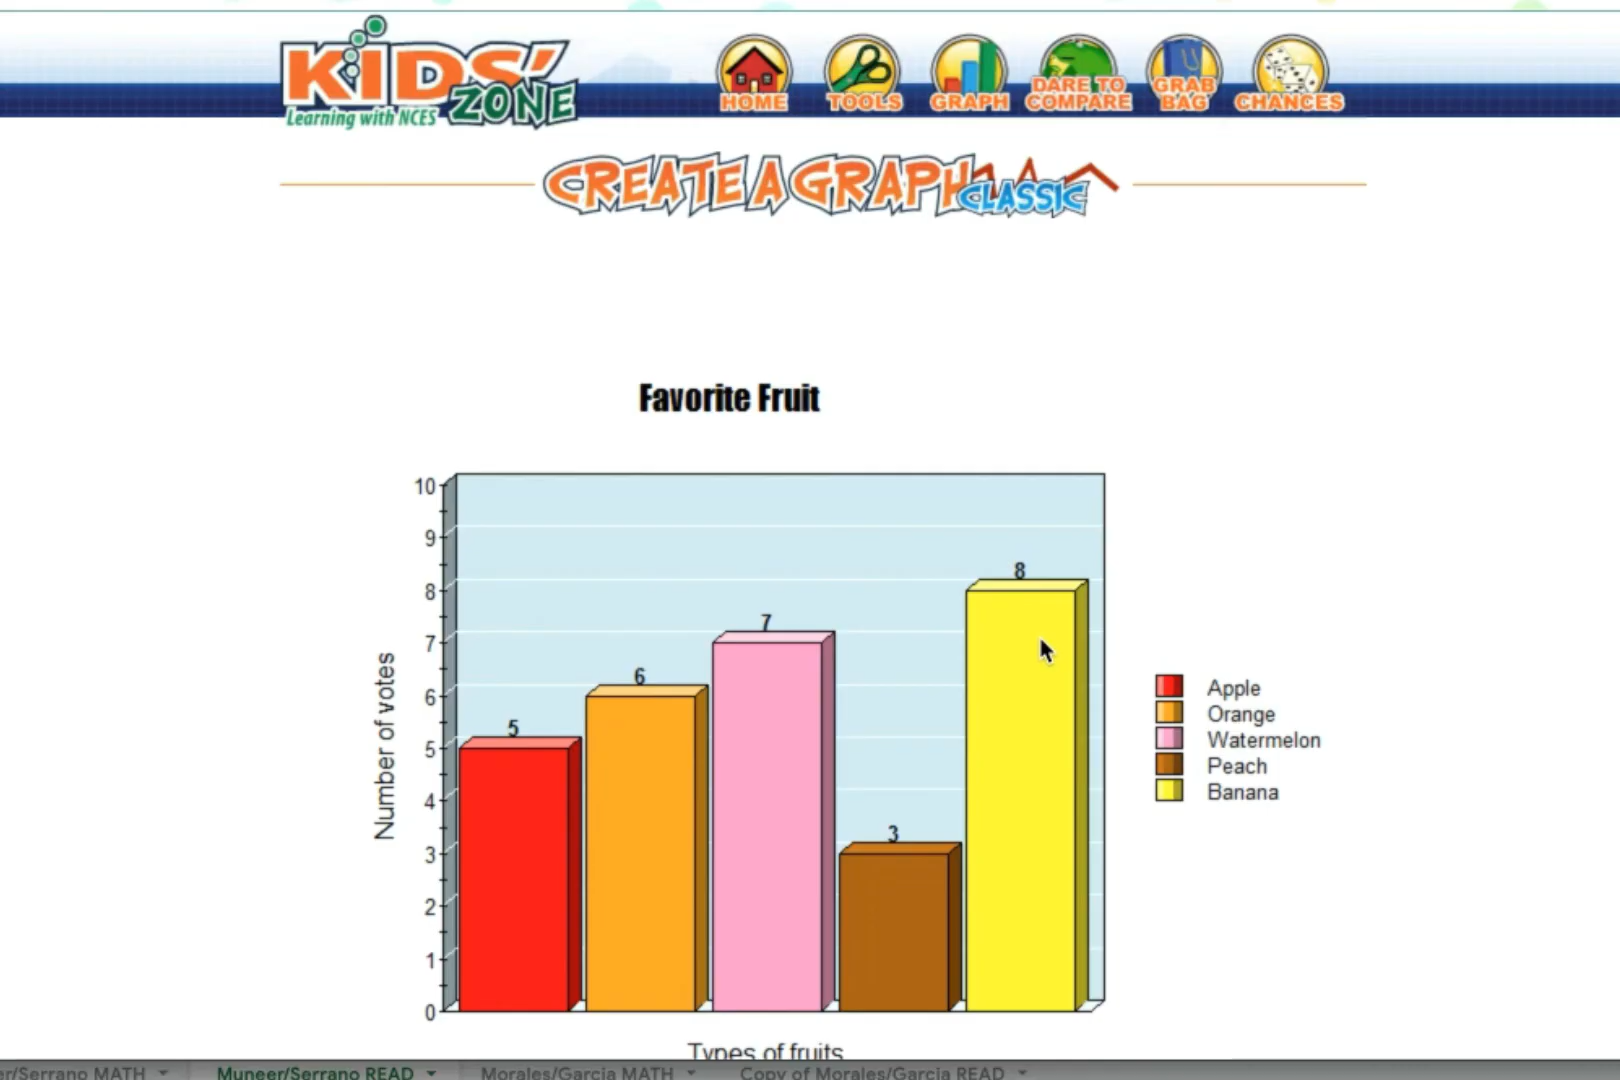 KIDS' ZONE
Learning with NCES
HOME
TOOLS
GRAPH
DARE TO COMPARE
GRAB BAG
CHANCES
CREATE A GRAPH CLASSIC
Favorite Fruit
10
9
8
7
6
5
4
3
2
1
0
Number of votes
5
6
7
3
8
Apple
Orange
Watermelon
Peach
Banana
Types of fruits
er/Serrano MATH
Muneer/Serrano READ
Morales/Garcia MATH
Copy of Morales/Garcia READ